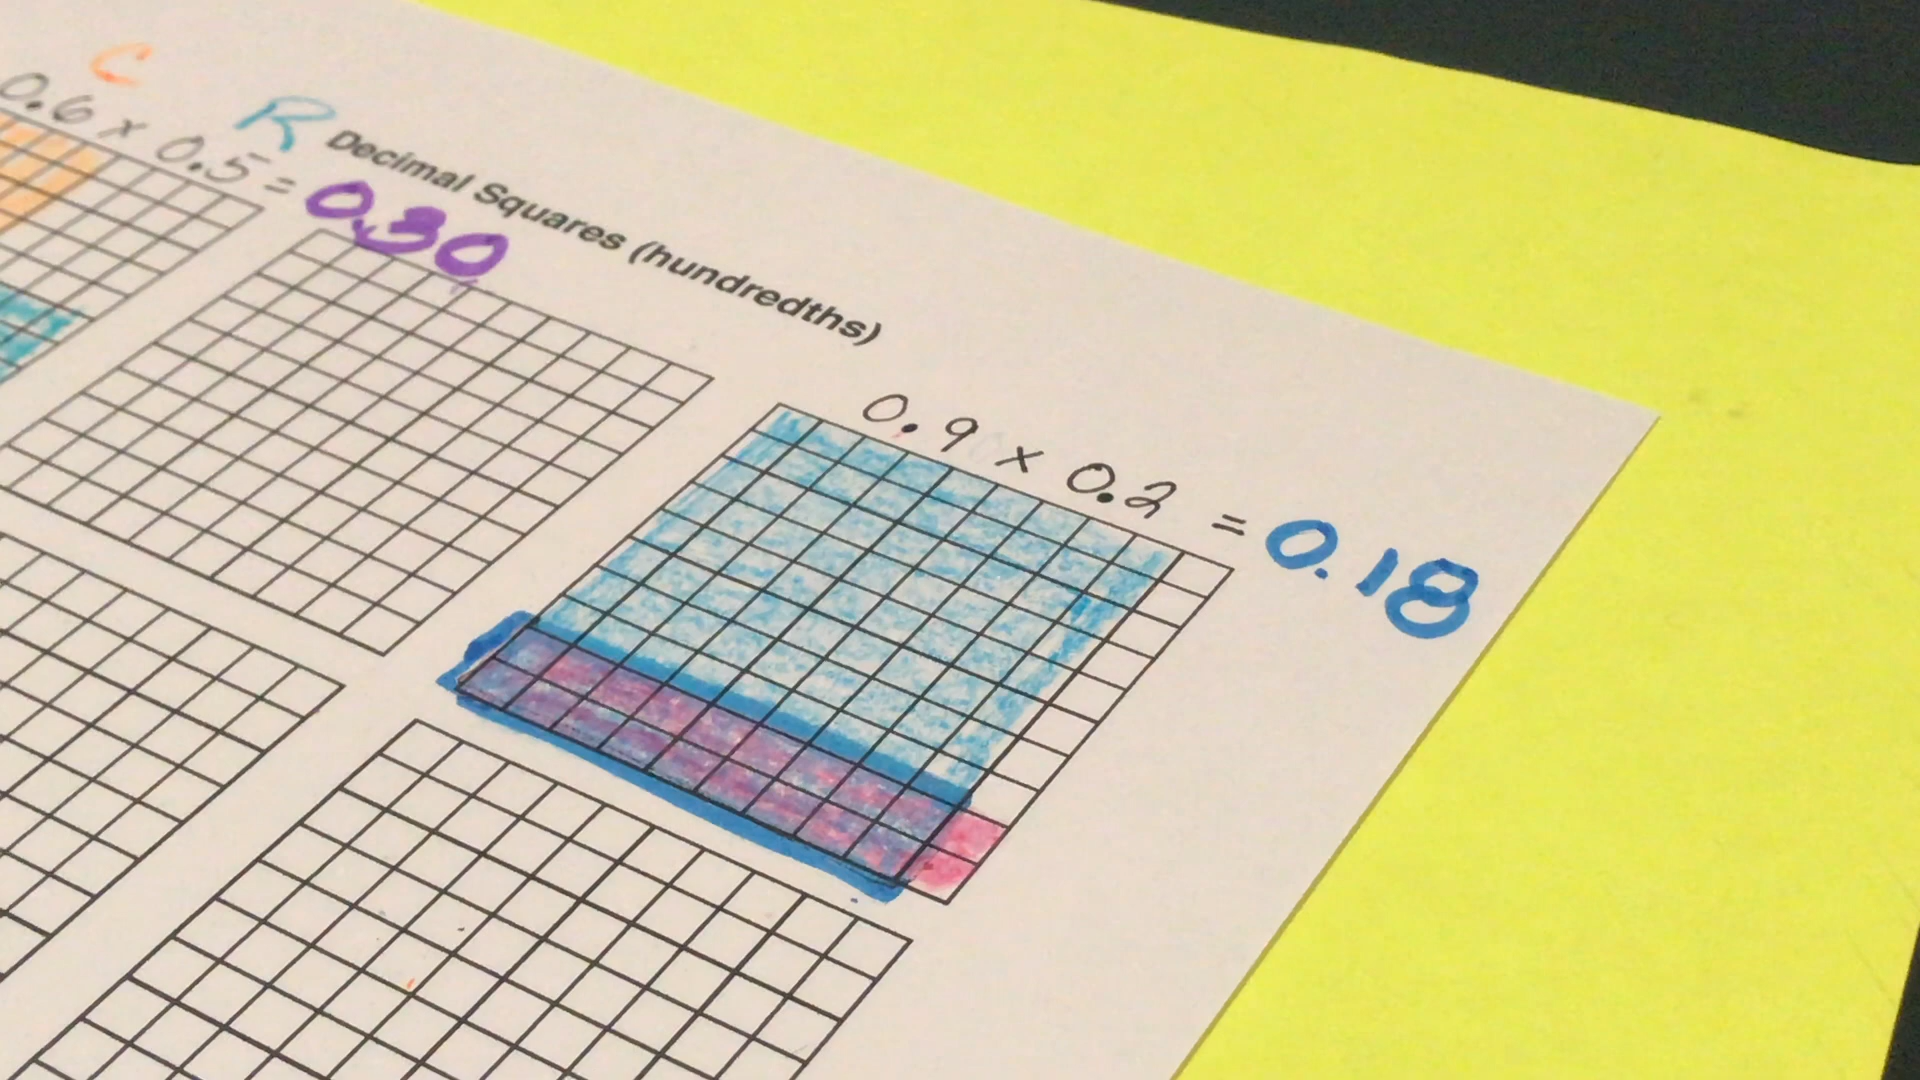 C
R
0.6 x 0.5 = 0.30
Decimal Squares (hundredths)
0.9 x 0.2 = 0.18